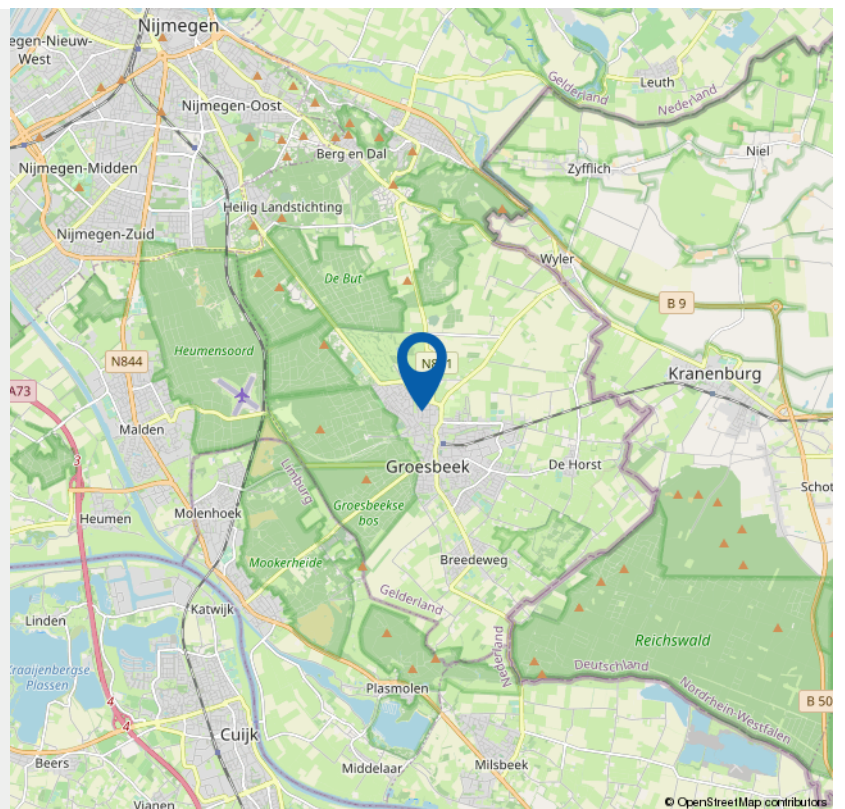 Nijmegen
egen-Nieuw-
West
Leuth
Gelderland
Nederland
Nijmegen-Oost
Berg en Dal
Niel
Zyfflich
Nijmegen-Midden
Heilig Landstichting
Nijmegen-Zuid
Wyler
De But
B 9
Heumensoord
N844
Kranenburg
A73
Malden
Groesbeek
De Horst
3
Limburg
Schot
Groesbeekse
bos
Molenhoek
Heumen
Mookerheide
Breedeweg
Gelderland
Katwijk
Linden
Nederland
Reichswald
Deutschland
Kraaijenbergse
Plassen
Plasmolen
Nordrhein-Westfalen
B 50
4
4
Cuijk
Beers
Middelaar
Milsbeek
Vianen
© OpenStreetMap contributors